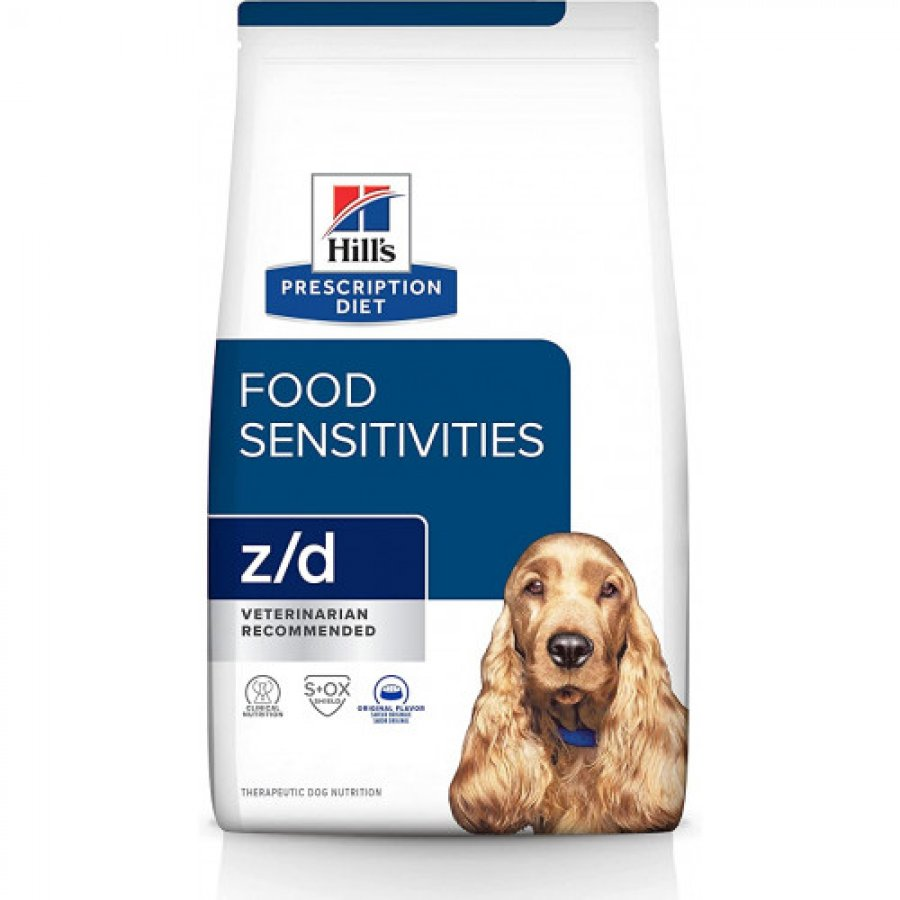 Hill's
PRESCRIPTION
DIET
FOOD
SENSITIVITIES
z/d
VETERINARIAN
RECOMMENDED
CLINICAL
NUTRITION
S+OX
SHIELD
ORIGINAL FLAVOR
THERAPEUTIC DOG NUTRITION